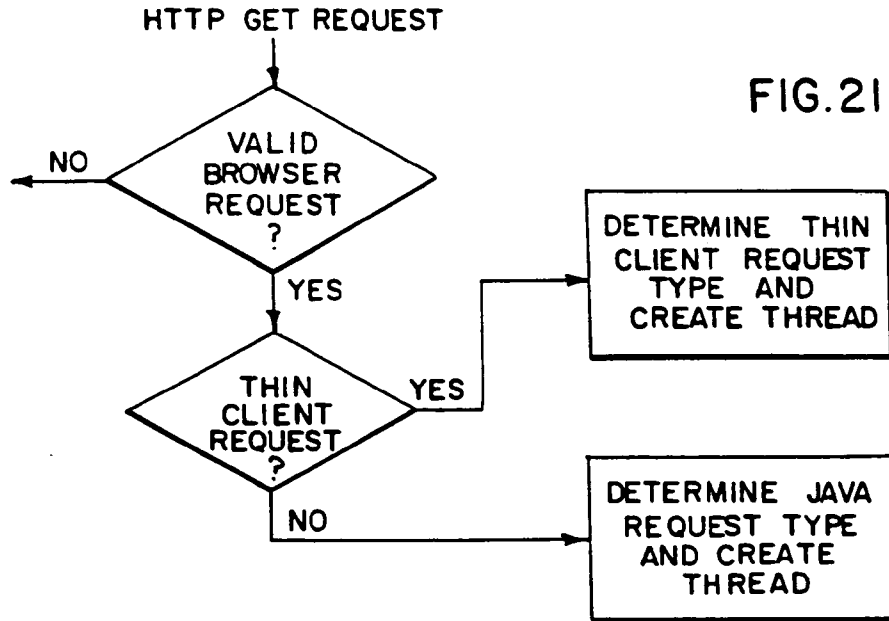 HTTP GET REQUEST
FIG.21
VALID
BROWSER
REQUEST
?
NO
YES
DETERMINE THIN
CLIENT REQUEST
TYPE AND
CREATE THREAD
THIN
CLIENT
REQUEST
?
YES
NO
DETERMINE JAVA
REQUEST TYPE
AND CREATE
THREAD